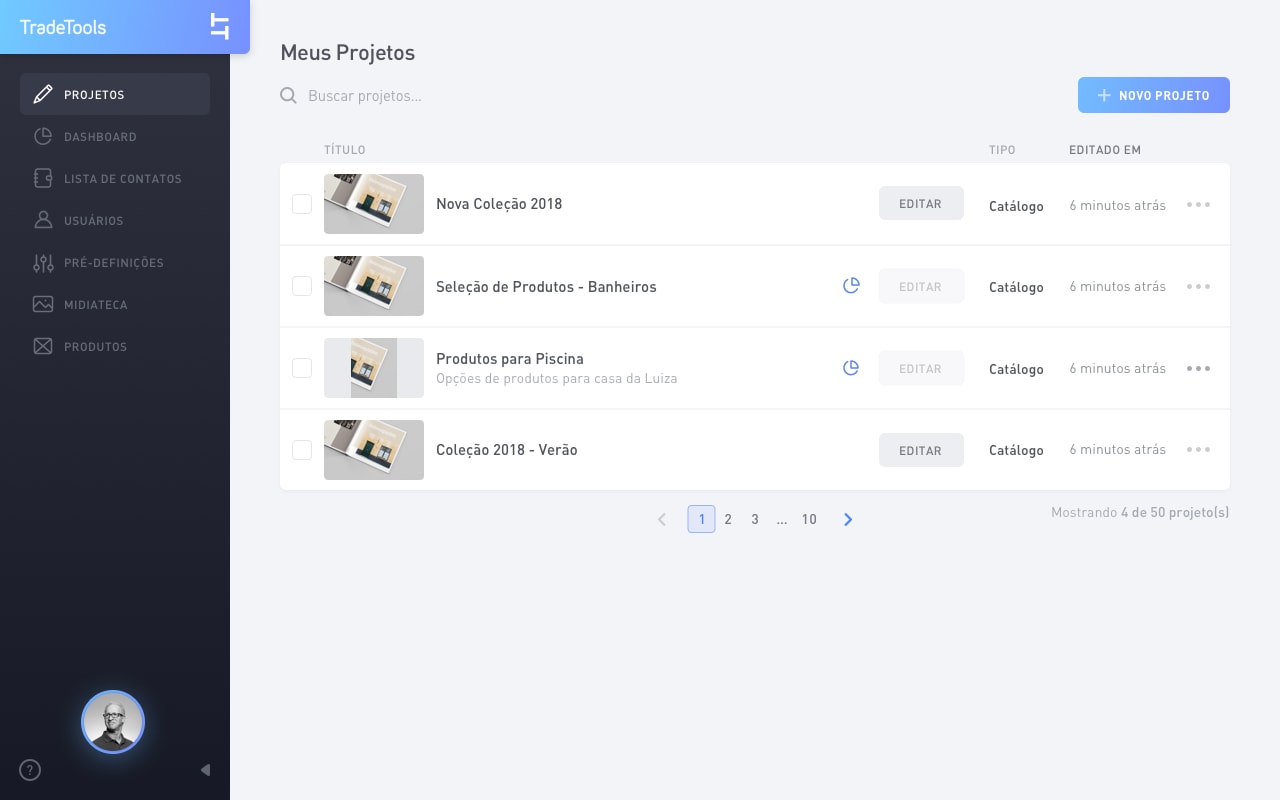 TradeTools
PROJETOS
DASHBOARD
LISTA DE CONTATOS
USUÁRIOS
PRÉ-DEFINIÇÕES
MIDIATECA
PRODUTOS
?
Meus Projetos
Buscar projetos...
NOVO PROJETO
TÍTULO TIPO EDITADO EM
Nova Coleção 2018 EDITAR Catálogo 6 minutos atrás
Seleção de Produtos - Banheiros EDITAR Catálogo 6 minutos atrás
Produtos para Piscina EDITAR Catálogo 6 minutos atrás
Opções de produtos para casa da Luiza
Coleção 2018 - Verão EDITAR Catálogo 6 minutos atrás
1 2 3 ... 10
Mostrando 4 de 50 projeto(s)